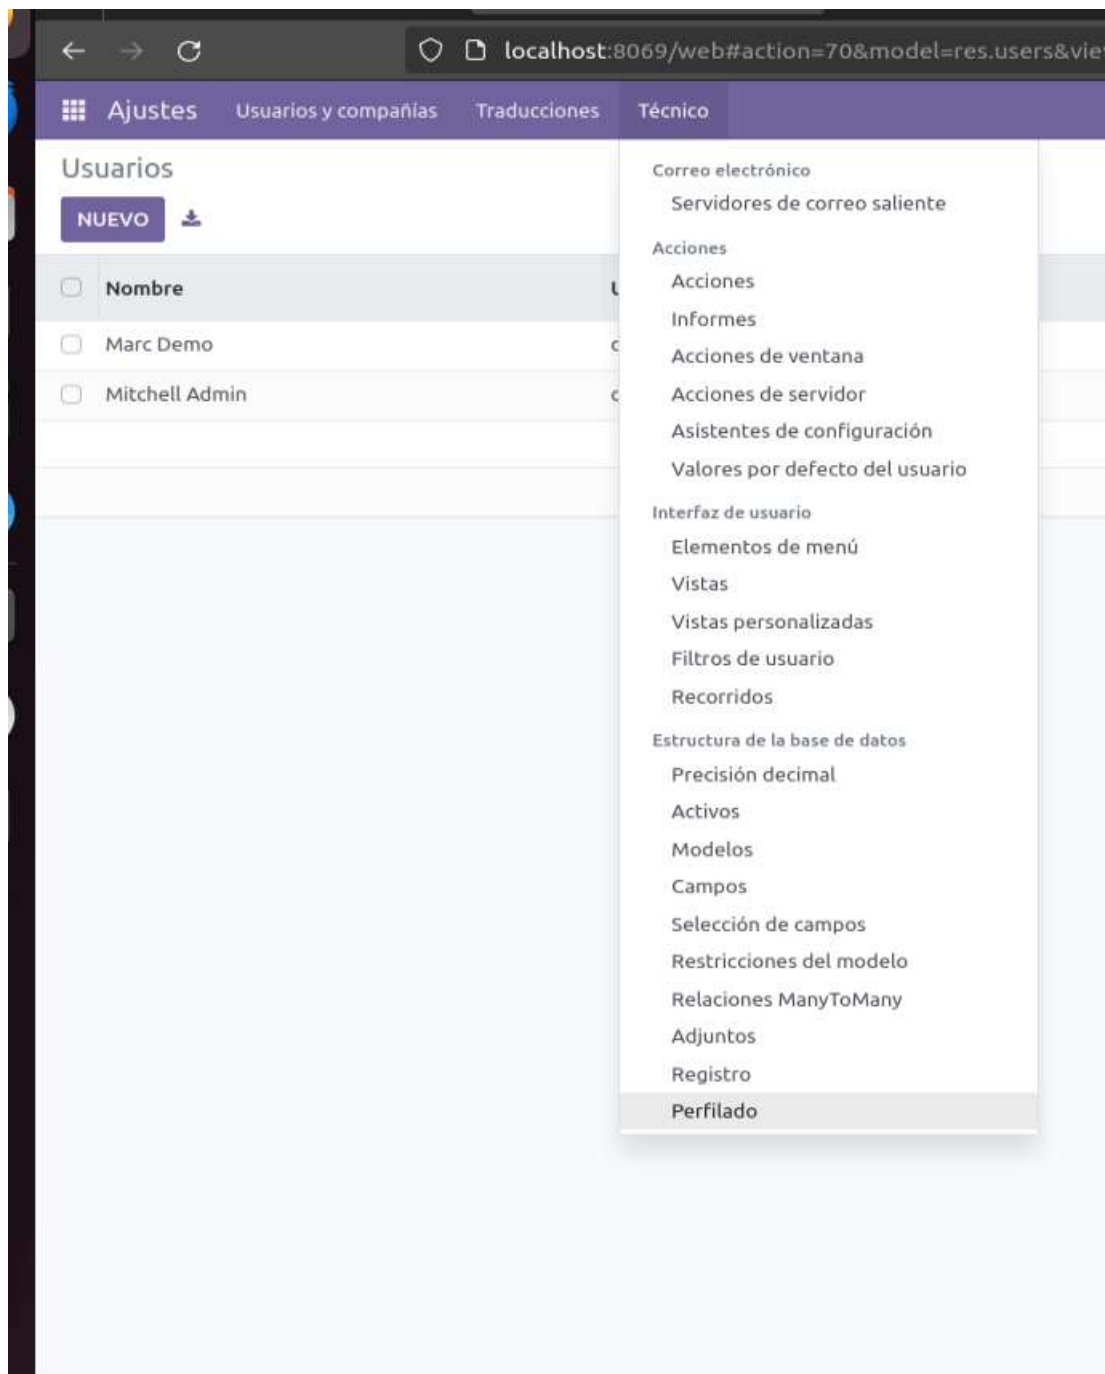 localhost:8069/web#action=70&model=res.users&vie
Ajustes Usuarios y compañías Traducciones Técnico
Usuarios
NUEVO
Nombre
Marc Demo
Mitchell Admin
Correo electrónico
Servidores de correo saliente
Acciones
Acciones
Informes
Acciones de ventana
Acciones de servidor
Asistentes de configuración
Valores por defecto del usuario
Interfaz de usuario
Elementos de menú
Vistas
Vistas personalizadas
Filtros de usuario
Recorridos
Estructura de la base de datos
Precisión decimal
Activos
Modelos
Campos
Selección de campos
Restricciones del modelo
Relaciones ManyToMany
Adjuntos
Registro
Perfilado